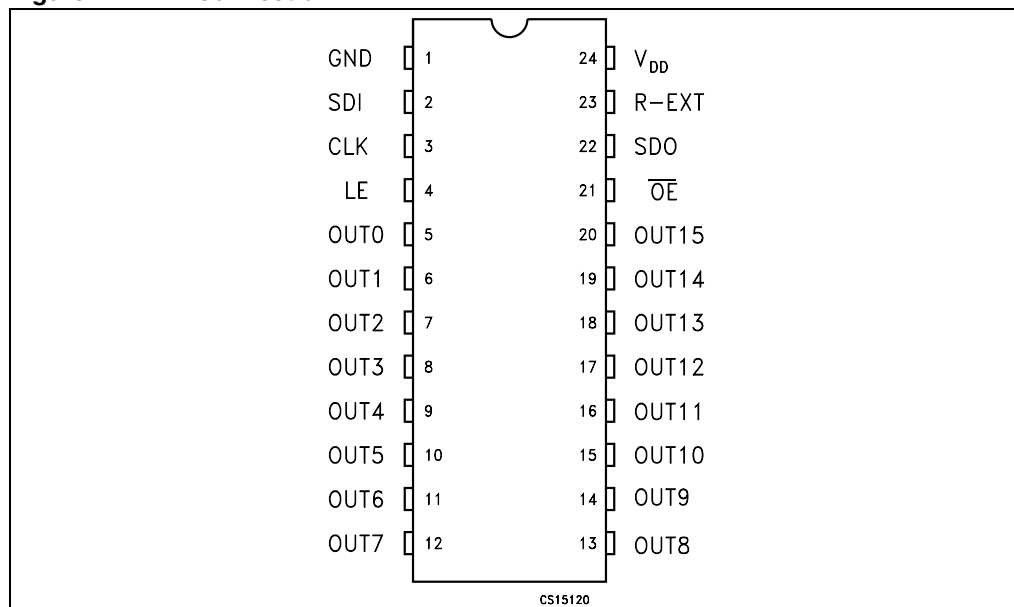 GND 1 24 VDD
SDI 2 23 R-EXT
CLK 3 22 SDO
LE 4 21 OE
OUT0 5 20 OUT15
OUT1 6 19 OUT14
OUT2 7 18 OUT13
OUT3 8 17 OUT12
OUT4 9 16 OUT11
OUT5 10 15 OUT10
OUT6 11 14 OUT9
OUT7 12 13 OUT8
CS15120